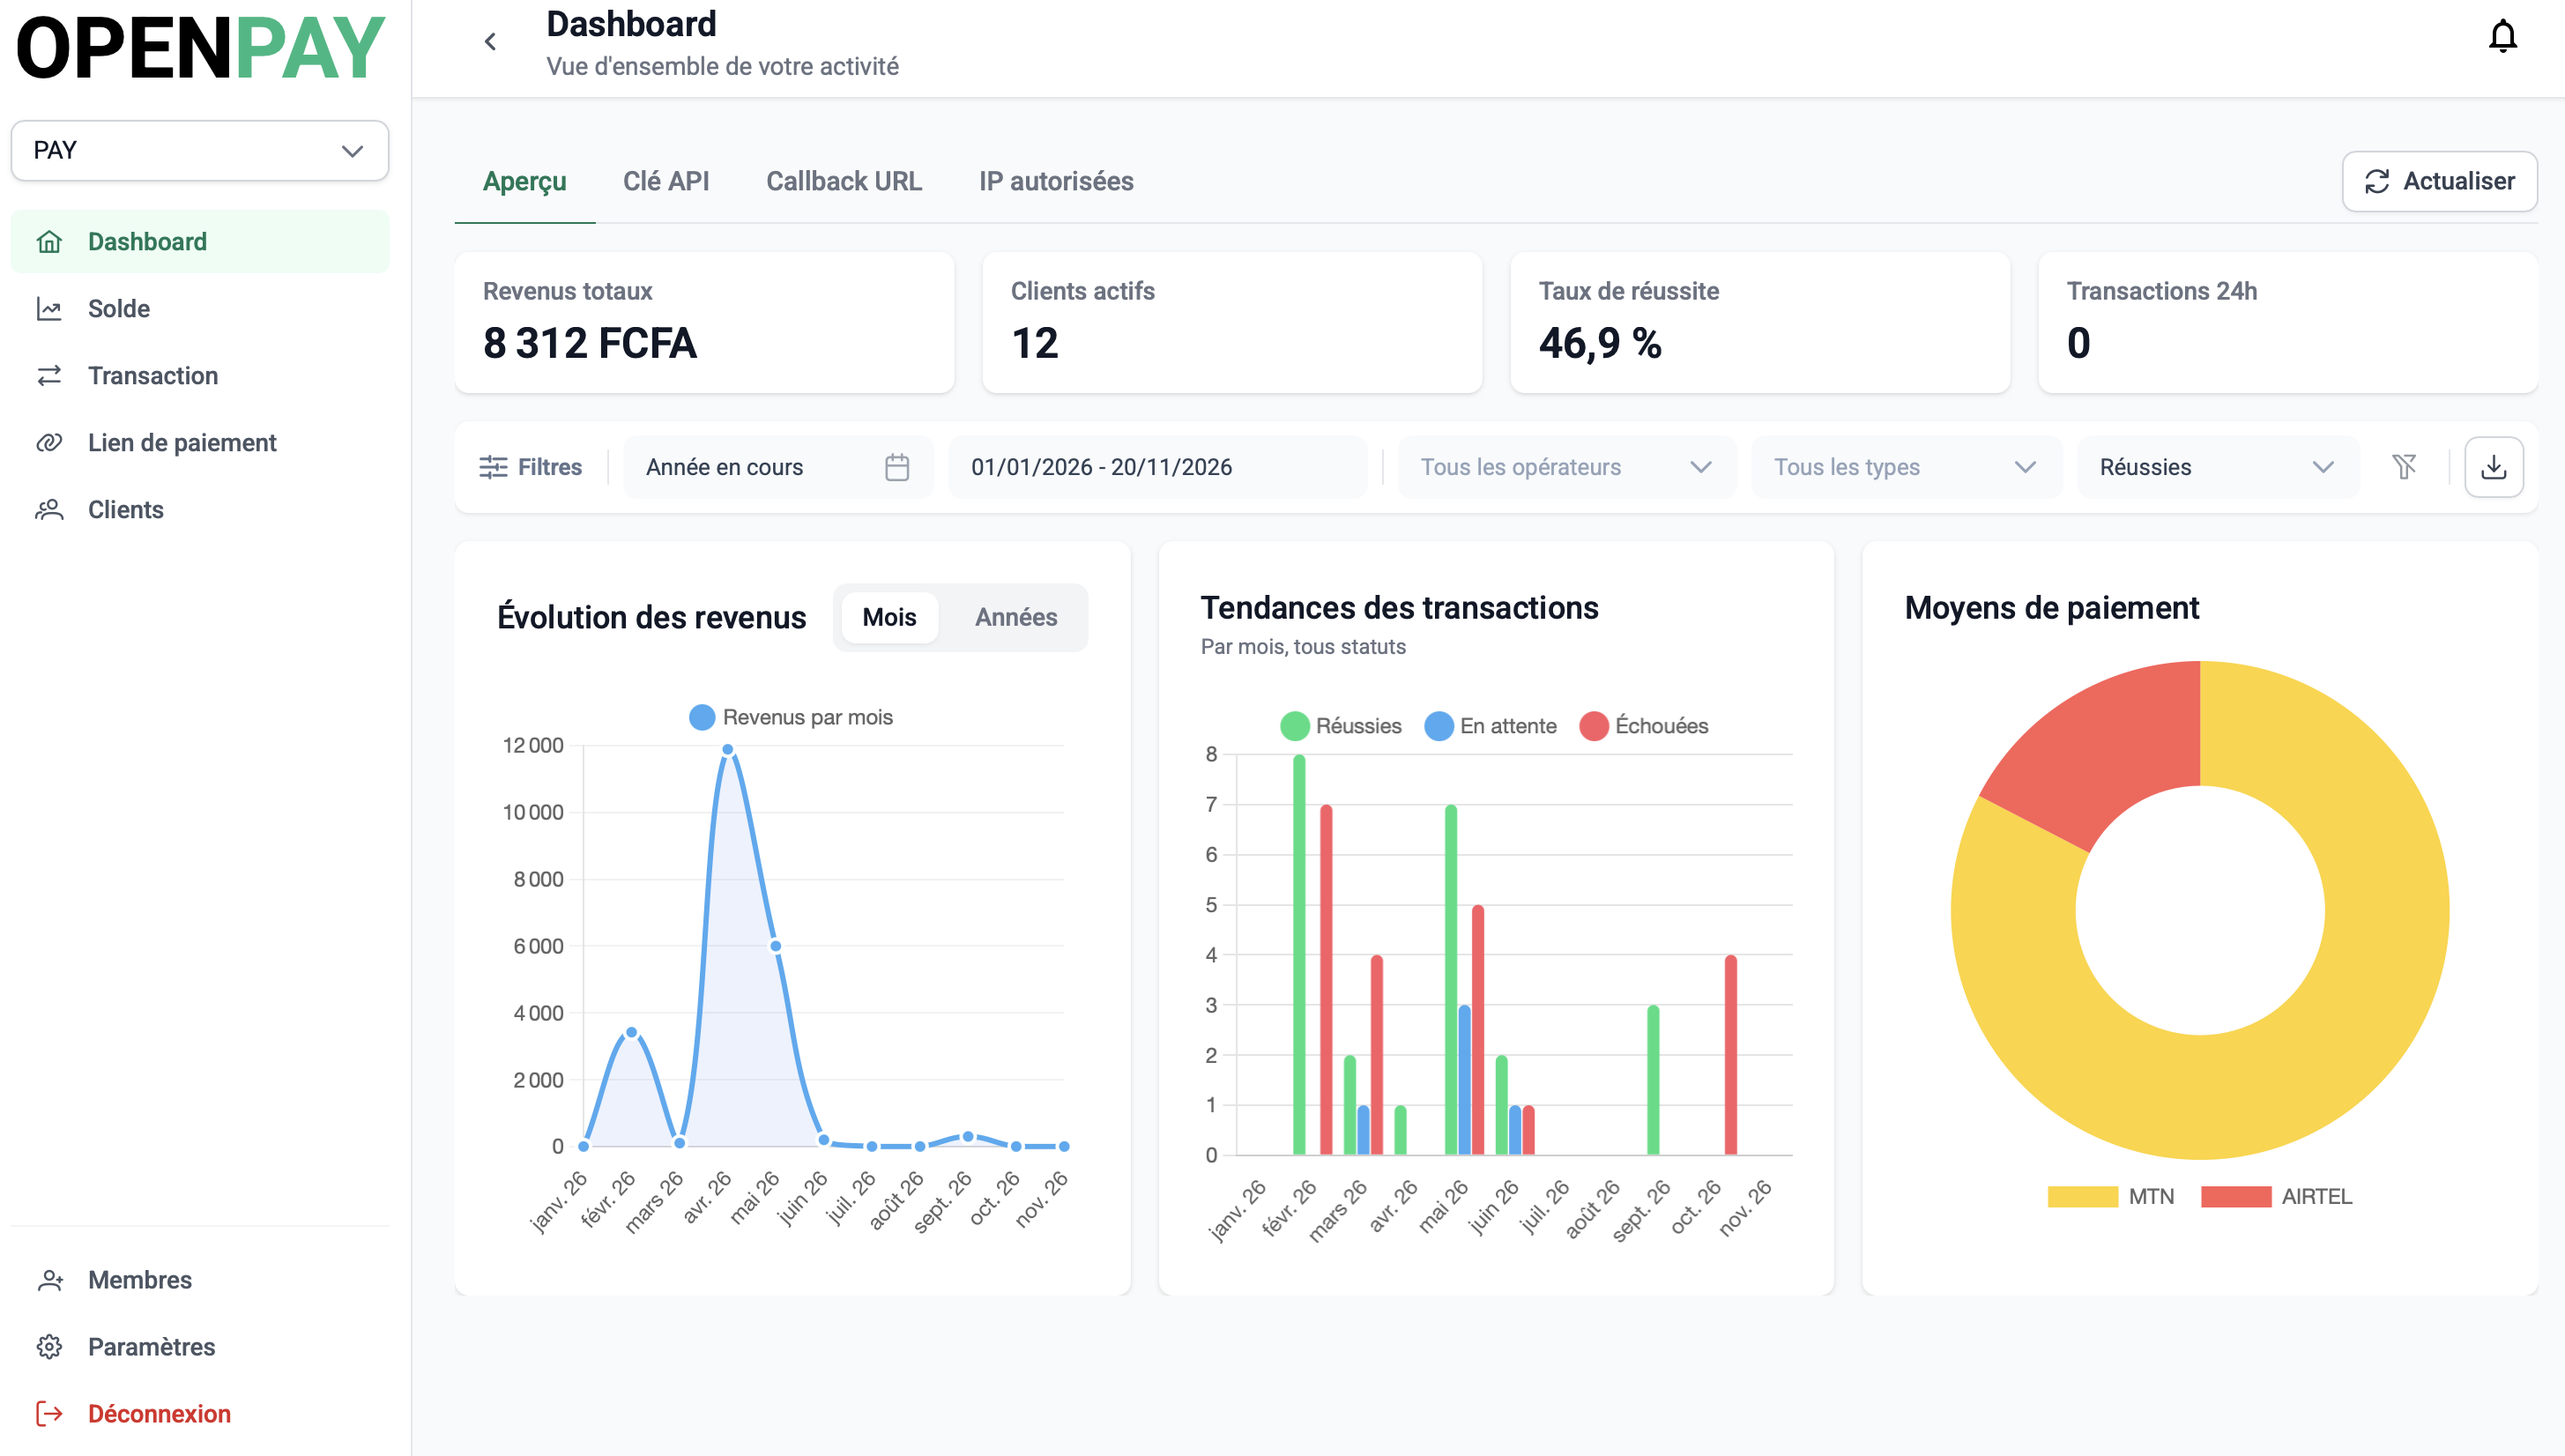 OPENPAY
PAY
Dashboard
Solde
Transaction
Lien de paiement
Clients
Membres
Paramètres
Déconnexion
Dashboard
Vue d'ensemble de votre activité
Aperçu
Clé API
Callback URL
IP autorisées
Actualiser
Revenus totaux
8 312 FCFA
Clients actifs
12
Taux de réussite
46,9 %
Transactions 24h
0
Filtres
Année en cours
01/01/2026 - 20/11/2026
Tous les opérateurs
Tous les types
Réussies
Évolution des revenus
Mois
Années
Revenus par mois
12 000
10 000
8 000
6 000
4 000
2 000
0
janv. 26
févr. 26
mars 26
avr. 26
mai 26
juin 26
juil. 26
août 26
sept. 26
oct. 26
nov. 26
Tendances des transactions
Par mois, tous statuts
Réussies
En attente
Échouées
8
7
6
5
4
3
2
1
0
janv. 26
févr. 26
mars 26
avr. 26
mai 26
juin 26
juil. 26
août 26
sept. 26
oct. 26
nov. 26
Moyens de paiement
MTN
AIRTEL